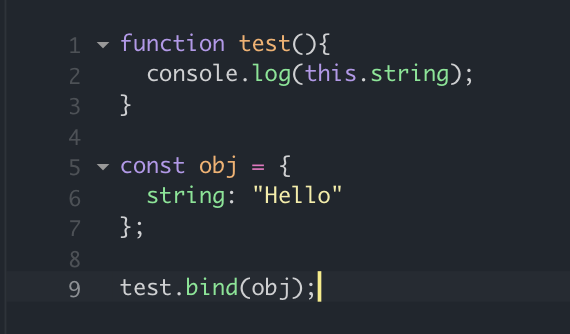 1 function test(){
2 console.log(this.string);
3 }
4
5 const obj = {
6 string: "Hello"
7 };
8
9 test.bind(obj);